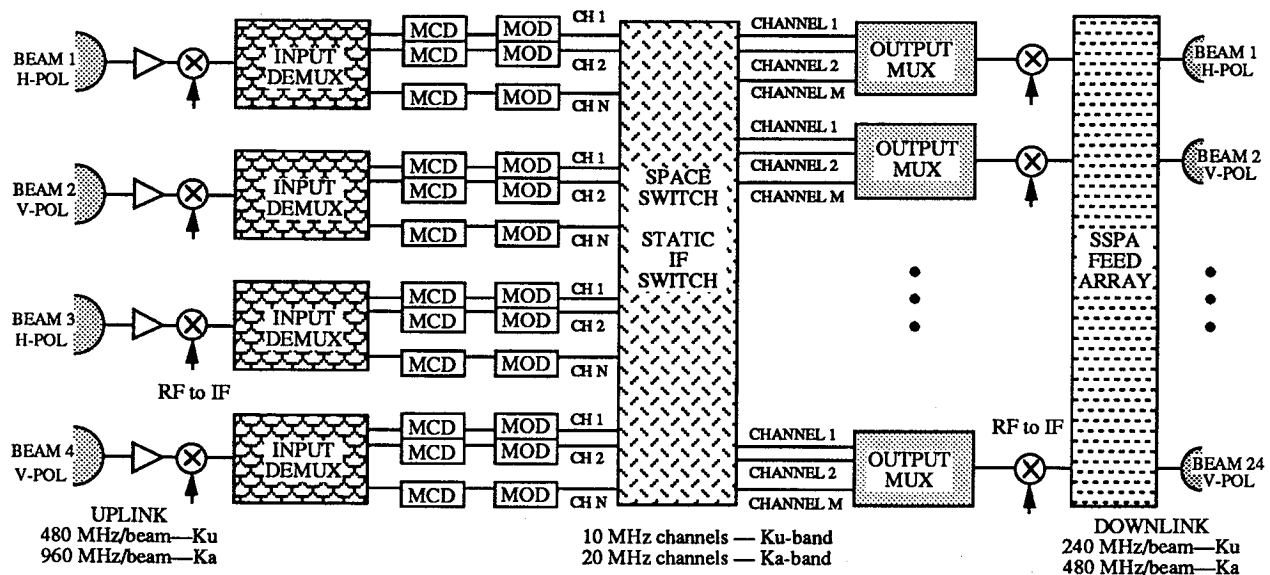 BEAM 1
H-POL
INPUT
DEMUX
MCD
MOD
CH 1
MCD
MOD
CH 2
MCD
MOD
CH N
BEAM 2
V-POL
INPUT
DEMUX
MCD
MOD
CH 1
MCD
MOD
CH 2
MCD
MOD
CH N
BEAM 3
H-POL
RF to IF
INPUT
DEMUX
MCD
MOD
CH 1
MCD
MOD
CH 2
MCD
MOD
CH N
BEAM 4
V-POL
INPUT
DEMUX
MCD
MOD
CH 1
MCD
MOD
CH 2
MCD
MOD
CH N
UPLINK
480 MHz/beam—Ku
960 MHz/beam—Ka
SPACE
SWITCH
STATIC
IF
SWITCH
10 MHz channels — Ku-band
20 MHz channels — Ka-band
CHANNEL 1
CHANNEL 2
CHANNEL M
OUTPUT
MUX
CHANNEL 1
CHANNEL 2
CHANNEL M
OUTPUT
MUX
CHANNEL 1
CHANNEL 2
CHANNEL M
OUTPUT
MUX
RF to IF
SSPA
FEED
ARRAY
BEAM 1
H-POL
BEAM 2
V-POL
BEAM 24
V-POL
DOWNLINK
240 MHz/beam—Ku
480 MHz/beam—Ka